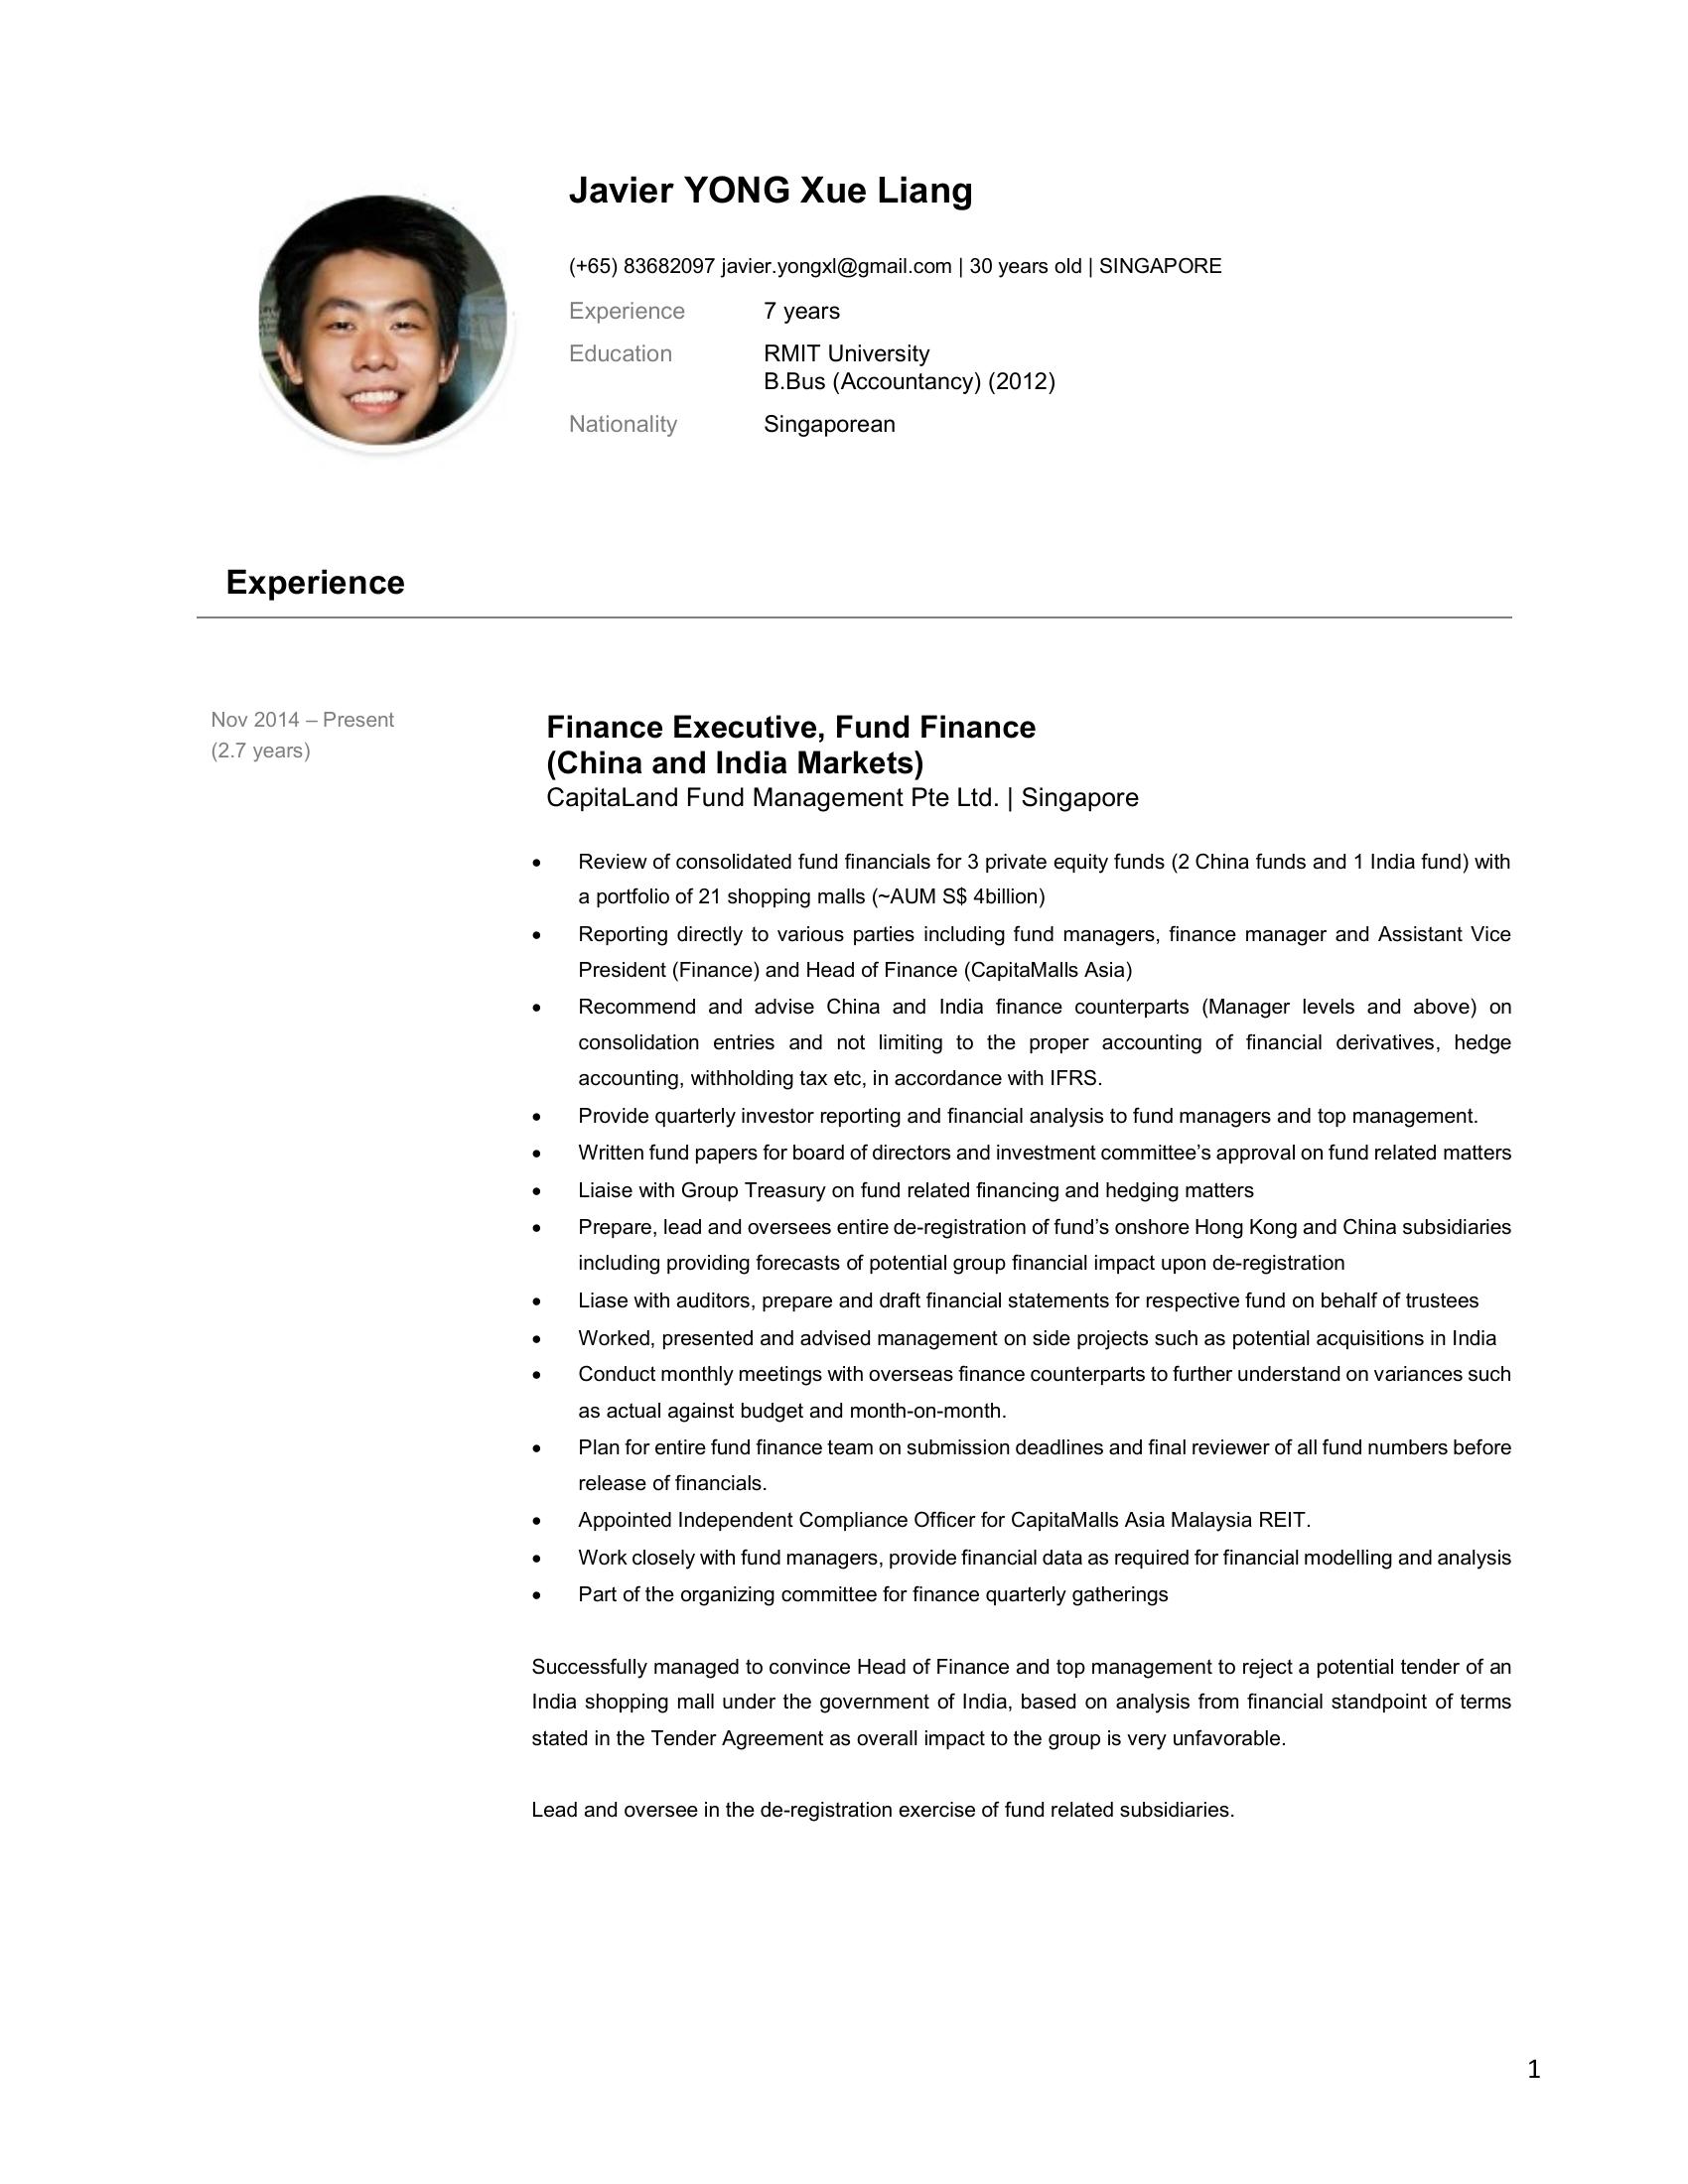 Javier YONG Xue Liang
(+65) 83682097 javier.yongxl@gmail.com | 30 years old | SINGAPORE
Experience 7 years
Education RMIT University
B.Bus (Accountancy) (2012)
Nationality Singaporean
Experience
Nov 2014 – Present
(2.7 years)
Finance Executive, Fund Finance
(China and India Markets)
CapitaLand Fund Management Pte Ltd. | Singapore
• Review of consolidated fund financials for 3 private equity funds (2 China funds and 1 India fund) with
a portfolio of 21 shopping malls (~AUM S$ 4billion)
• Reporting directly to various parties including fund managers, finance manager and Assistant Vice
President (Finance) and Head of Finance (CapitaMalls Asia)
• Recommend and advise China and India finance counterparts (Manager levels and above) on
consolidation entries and not limiting to the proper accounting of financial derivatives, hedge
accounting, withholding tax etc, in accordance with IFRS.
• Provide quarterly investor reporting and financial analysis to fund managers and top management.
• Written fund papers for board of directors and investment committee’s approval on fund related matters
• Liaise with Group Treasury on fund related financing and hedging matters
• Prepare, lead and oversees entire de-registration of fund’s onshore Hong Kong and China subsidiaries
including providing forecasts of potential group financial impact upon de-registration
• Liase with auditors, prepare and draft financial statements for respective fund on behalf of trustees
• Worked, presented and advised management on side projects such as potential acquisitions in India
• Conduct monthly meetings with overseas finance counterparts to further understand on variances such
as actual against budget and month-on-month.
• Plan for entire fund finance team on submission deadlines and final reviewer of all fund numbers before
release of financials.
• Appointed Independent Compliance Officer for CapitaMalls Asia Malaysia REIT.
• Work closely with fund managers, provide financial data as required for financial modelling and analysis
• Part of the organizing committee for finance quarterly gatherings
Successfully managed to convince Head of Finance and top management to reject a potential tender of an
India shopping mall under the government of India, based on analysis from financial standpoint of terms
stated in the Tender Agreement as overall impact to the group is very unfavorable.
Lead and oversee in the de-registration exercise of fund related subsidiaries.
1